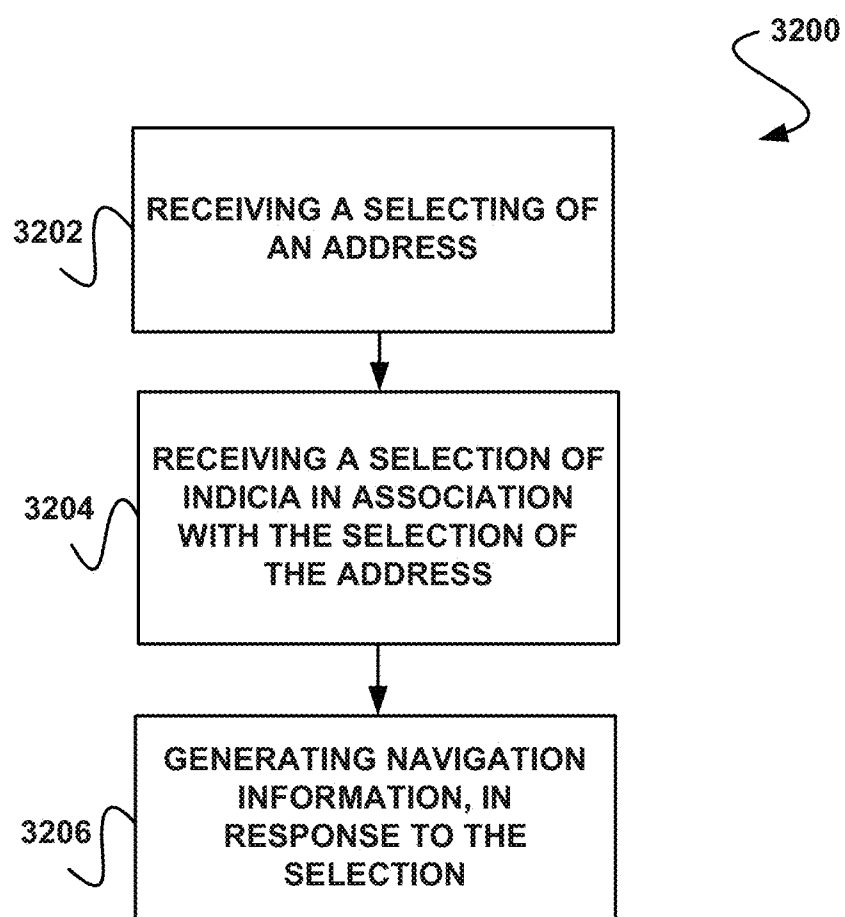 3200
RECEIVING A SELECTING OF
AN ADDRESS
3202
RECEIVING A SELECTION OF
INDICIA IN ASSOCIATION
WITH THE SELECTION OF
THE ADDRESS
3204
GENERATING NAVIGATION
INFORMATION, IN
RESPONSE TO THE
SELECTION
3206